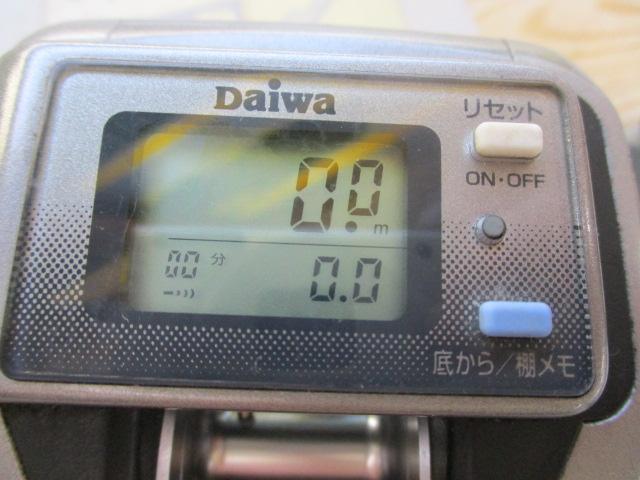 Daiwa
リセット
ON・OFF
0.0 m
00 分 0.0
底から/棚メモ